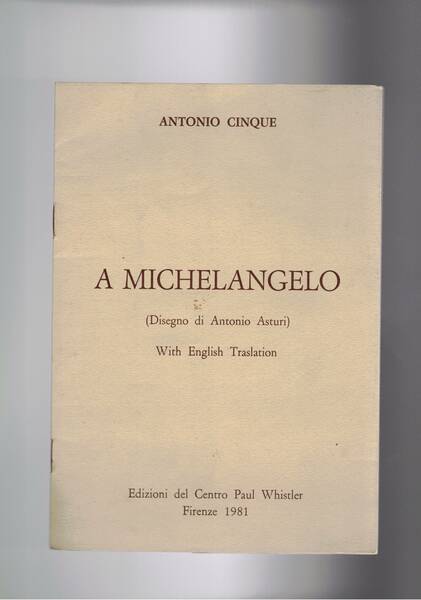 ANTONIO CINQUE
A MICHELANGELO
(Disegno di Antonio Asturi)
With English Traslation
Edizioni del Centro Paul Whistler
Firenze 1981